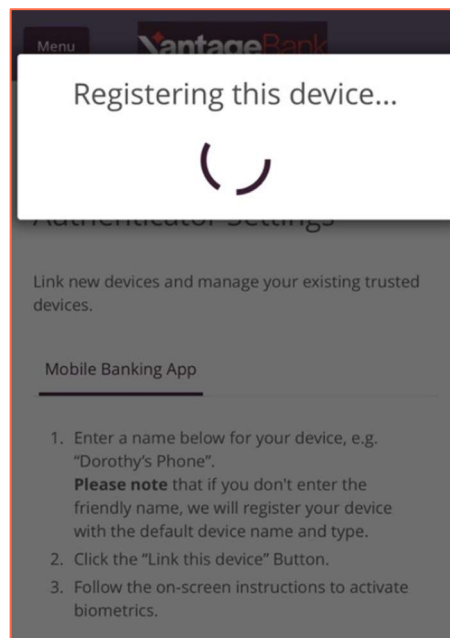 Menu
VantageBank
Registering this device...
Authenticator Settings
Link new devices and manage your existing trusted
devices.
Mobile Banking App
1. Enter a name below for your device, e.g.
“Dorothy's Phone”.
Please note that if you don't enter the
friendly name, we will register your device
with the default device name and type.
2. Click the “Link this device” Button.
3. Follow the on-screen instructions to activate
biometrics.